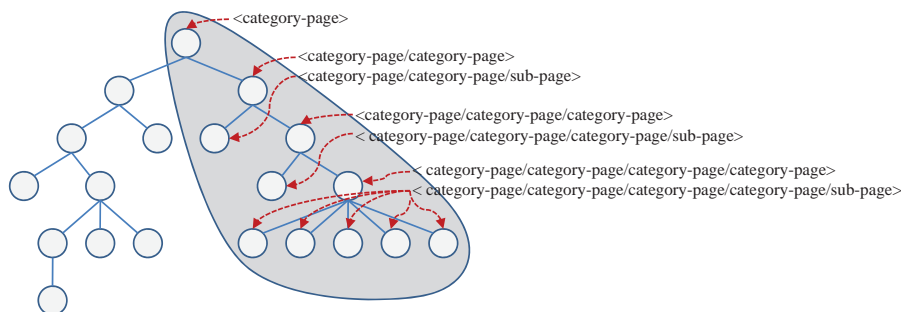 <category-page>
<category-page/category-page>
<category-page/category-page/sub-page>
<category-page/category-page/category-page>
< category-page/category-page/category-page/sub-page>
< category-page/category-page/category-page/category-page>
< category-page/category-page/category-page/category-page/sub-page>